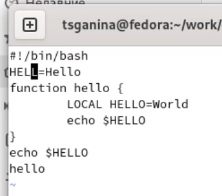 tsganina@fedora:~/work/
#!/bin/bash
HELL=Hello
function hello {
LOCAL HELLO=World
echo $HELLO
}
echo $HELLO
hello
~